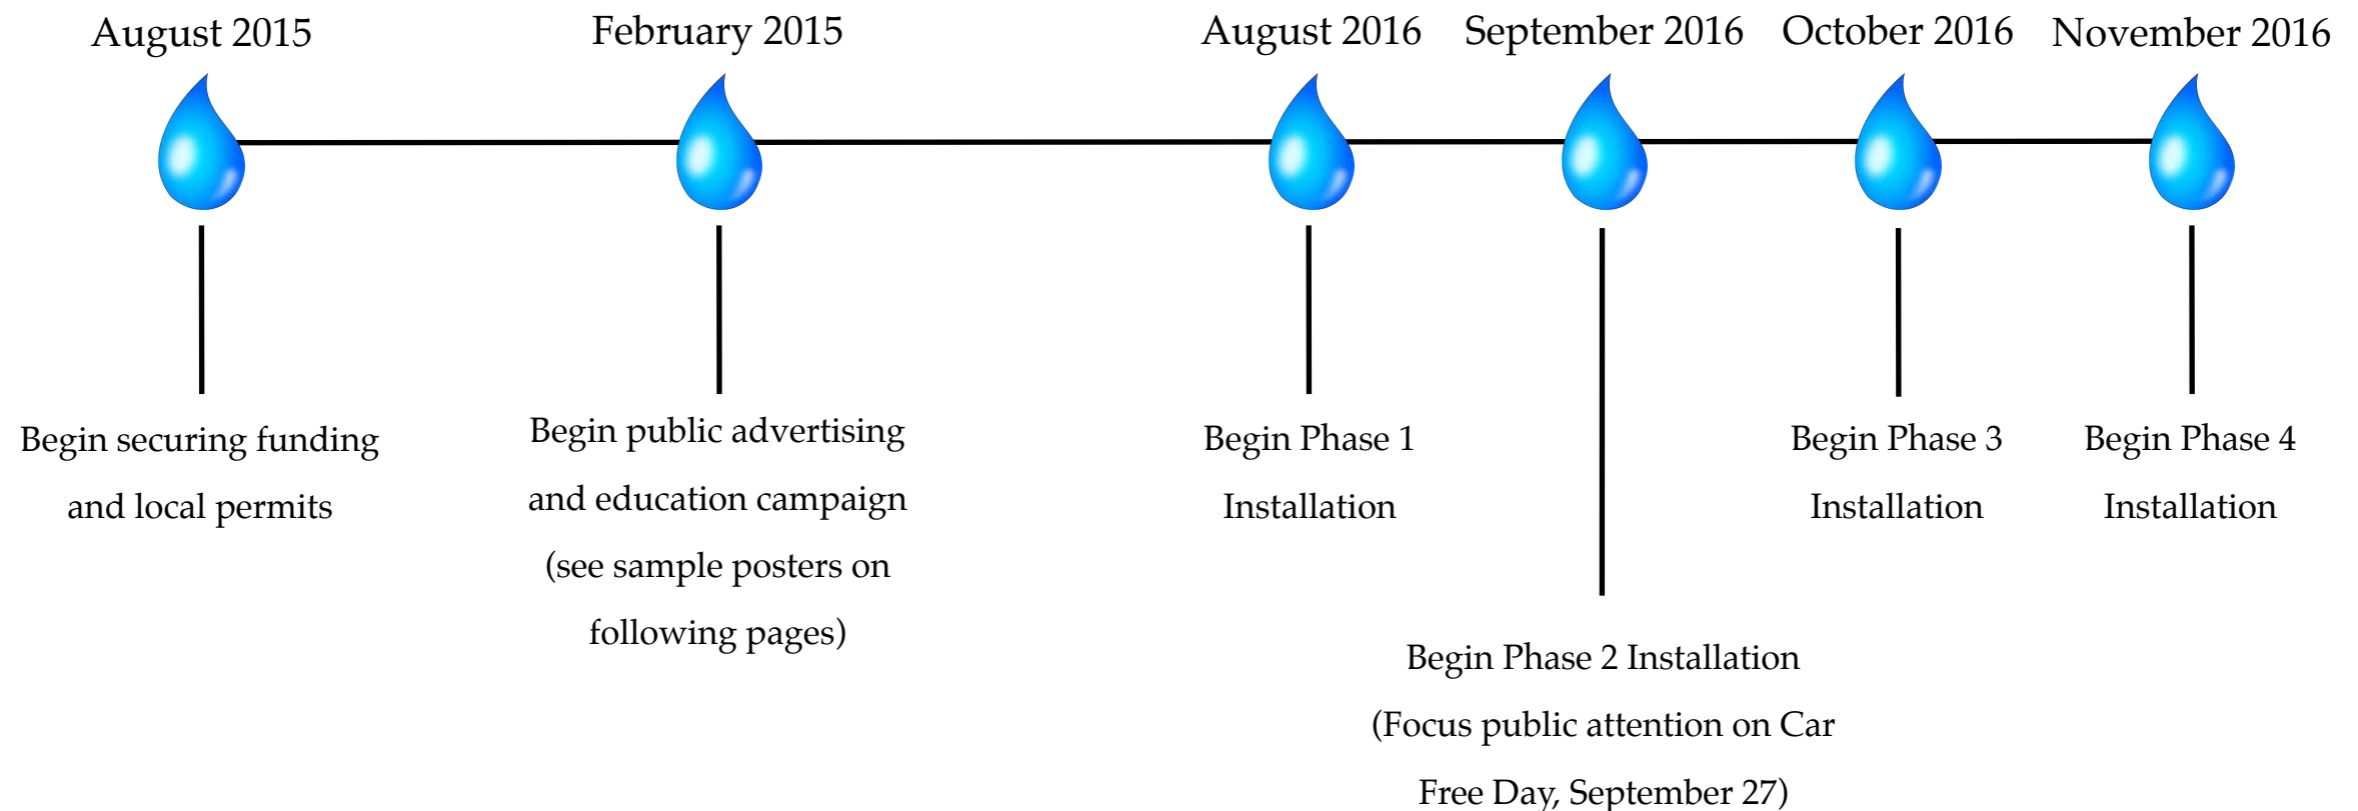 August 2015
February 2015
August 2016
September 2016
October 2016
November 2016
Begin securing funding
and local permits
Begin public advertising
and education campaign
(see sample posters on
following pages)
Begin Phase 1
Installation
Begin Phase 2 Installation
(Focus public attention on Car
Free Day, September 27)
Begin Phase 3
Installation
Begin Phase 4
Installation